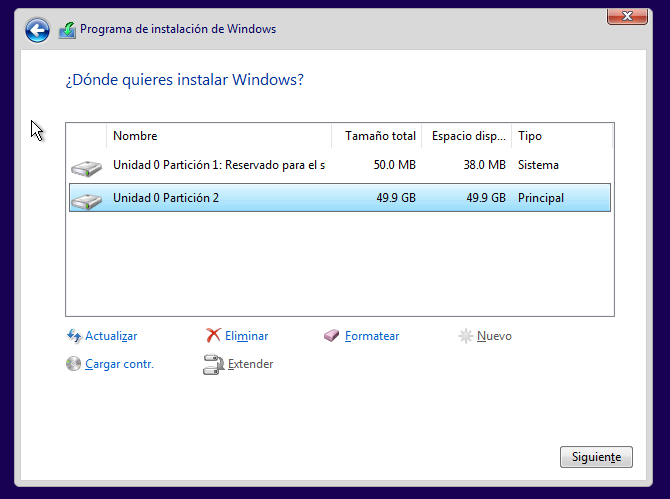 Programa de instalación de Windows
¿Dónde quieres instalar Windows?
Nombre Tamaño total Espacio disp... Tipo
Unidad 0 Partición 1: Reservado para el s 50.0 MB 38.0 MB Sistema
Unidad 0 Partición 2 49.9 GB 49.9 GB Principal
Actualizar Eliminar Formatear Nuevo
Cargar contr. Extender
Siguiente